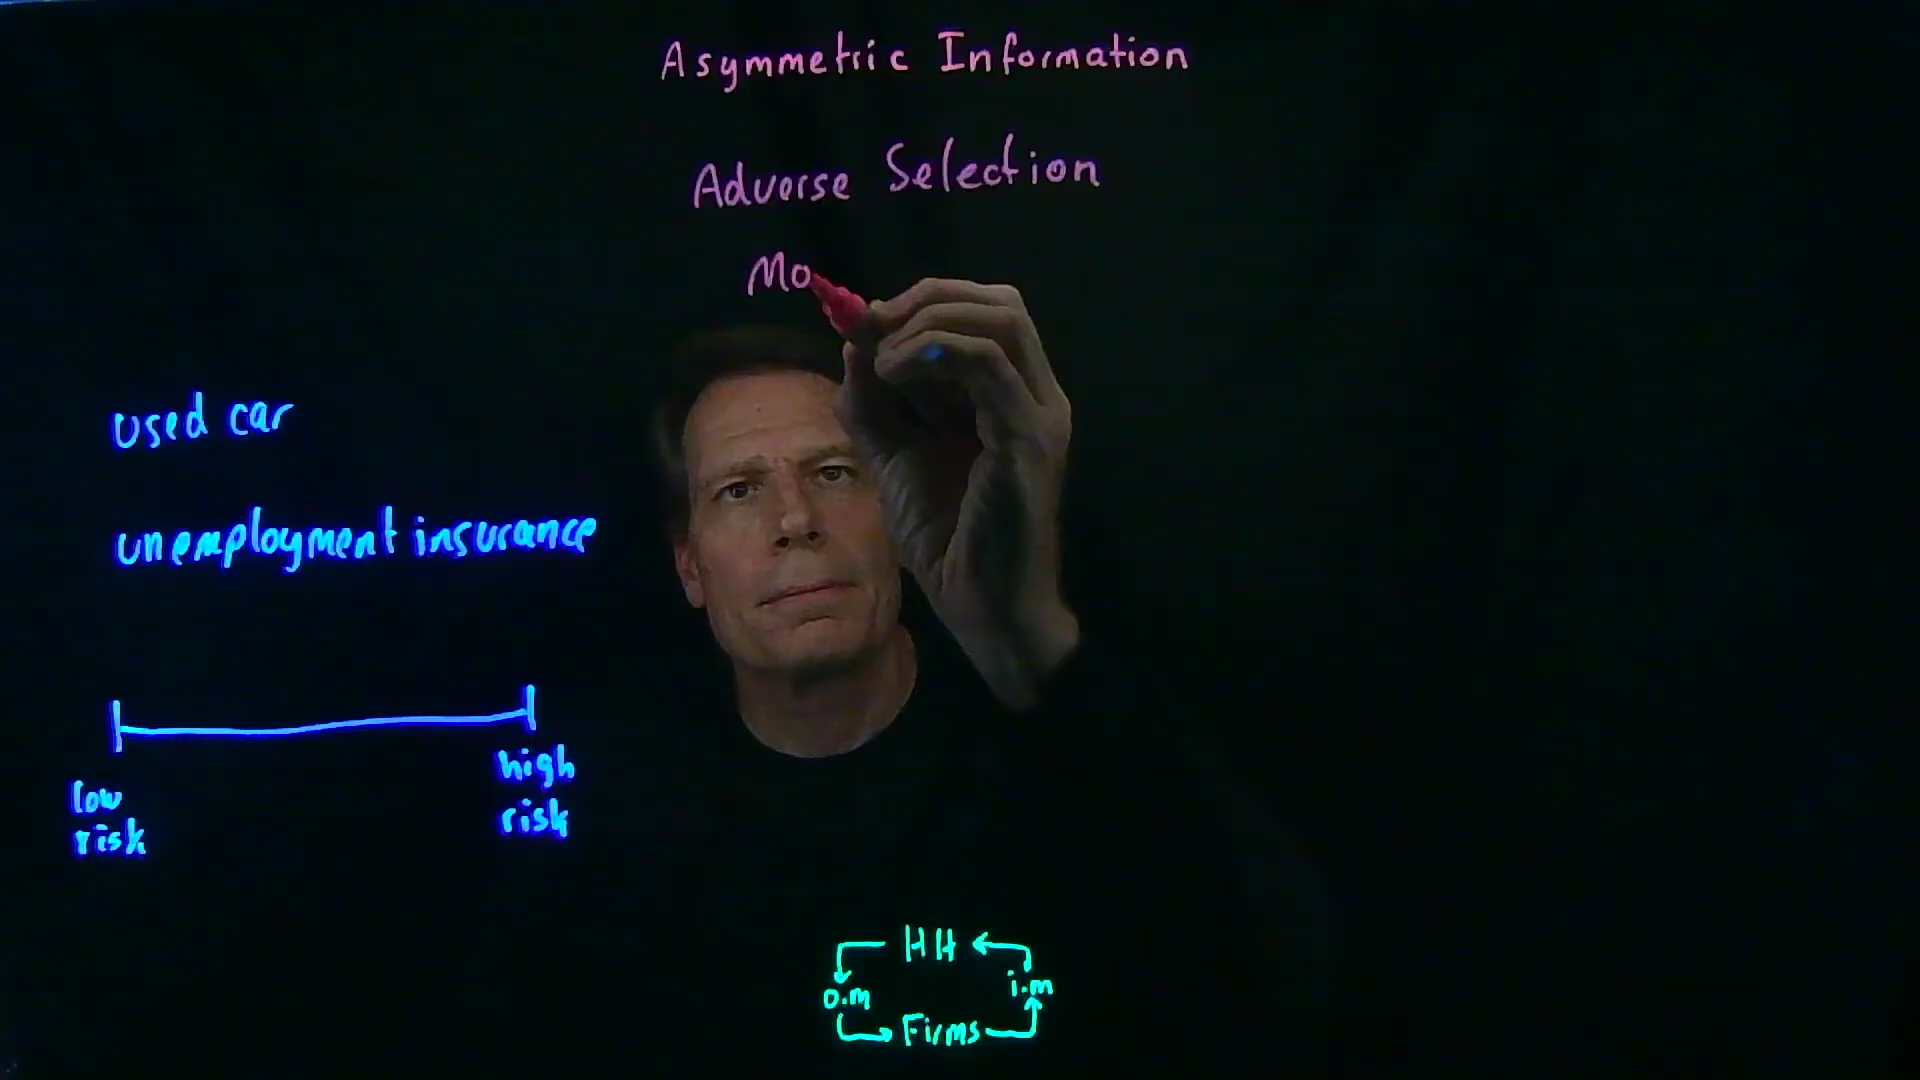 Asymmetric Information
Adverse Selection
Mo
used car
unemployment insurance
low
risk
high
risk
HH
o.m
i.m
Firms